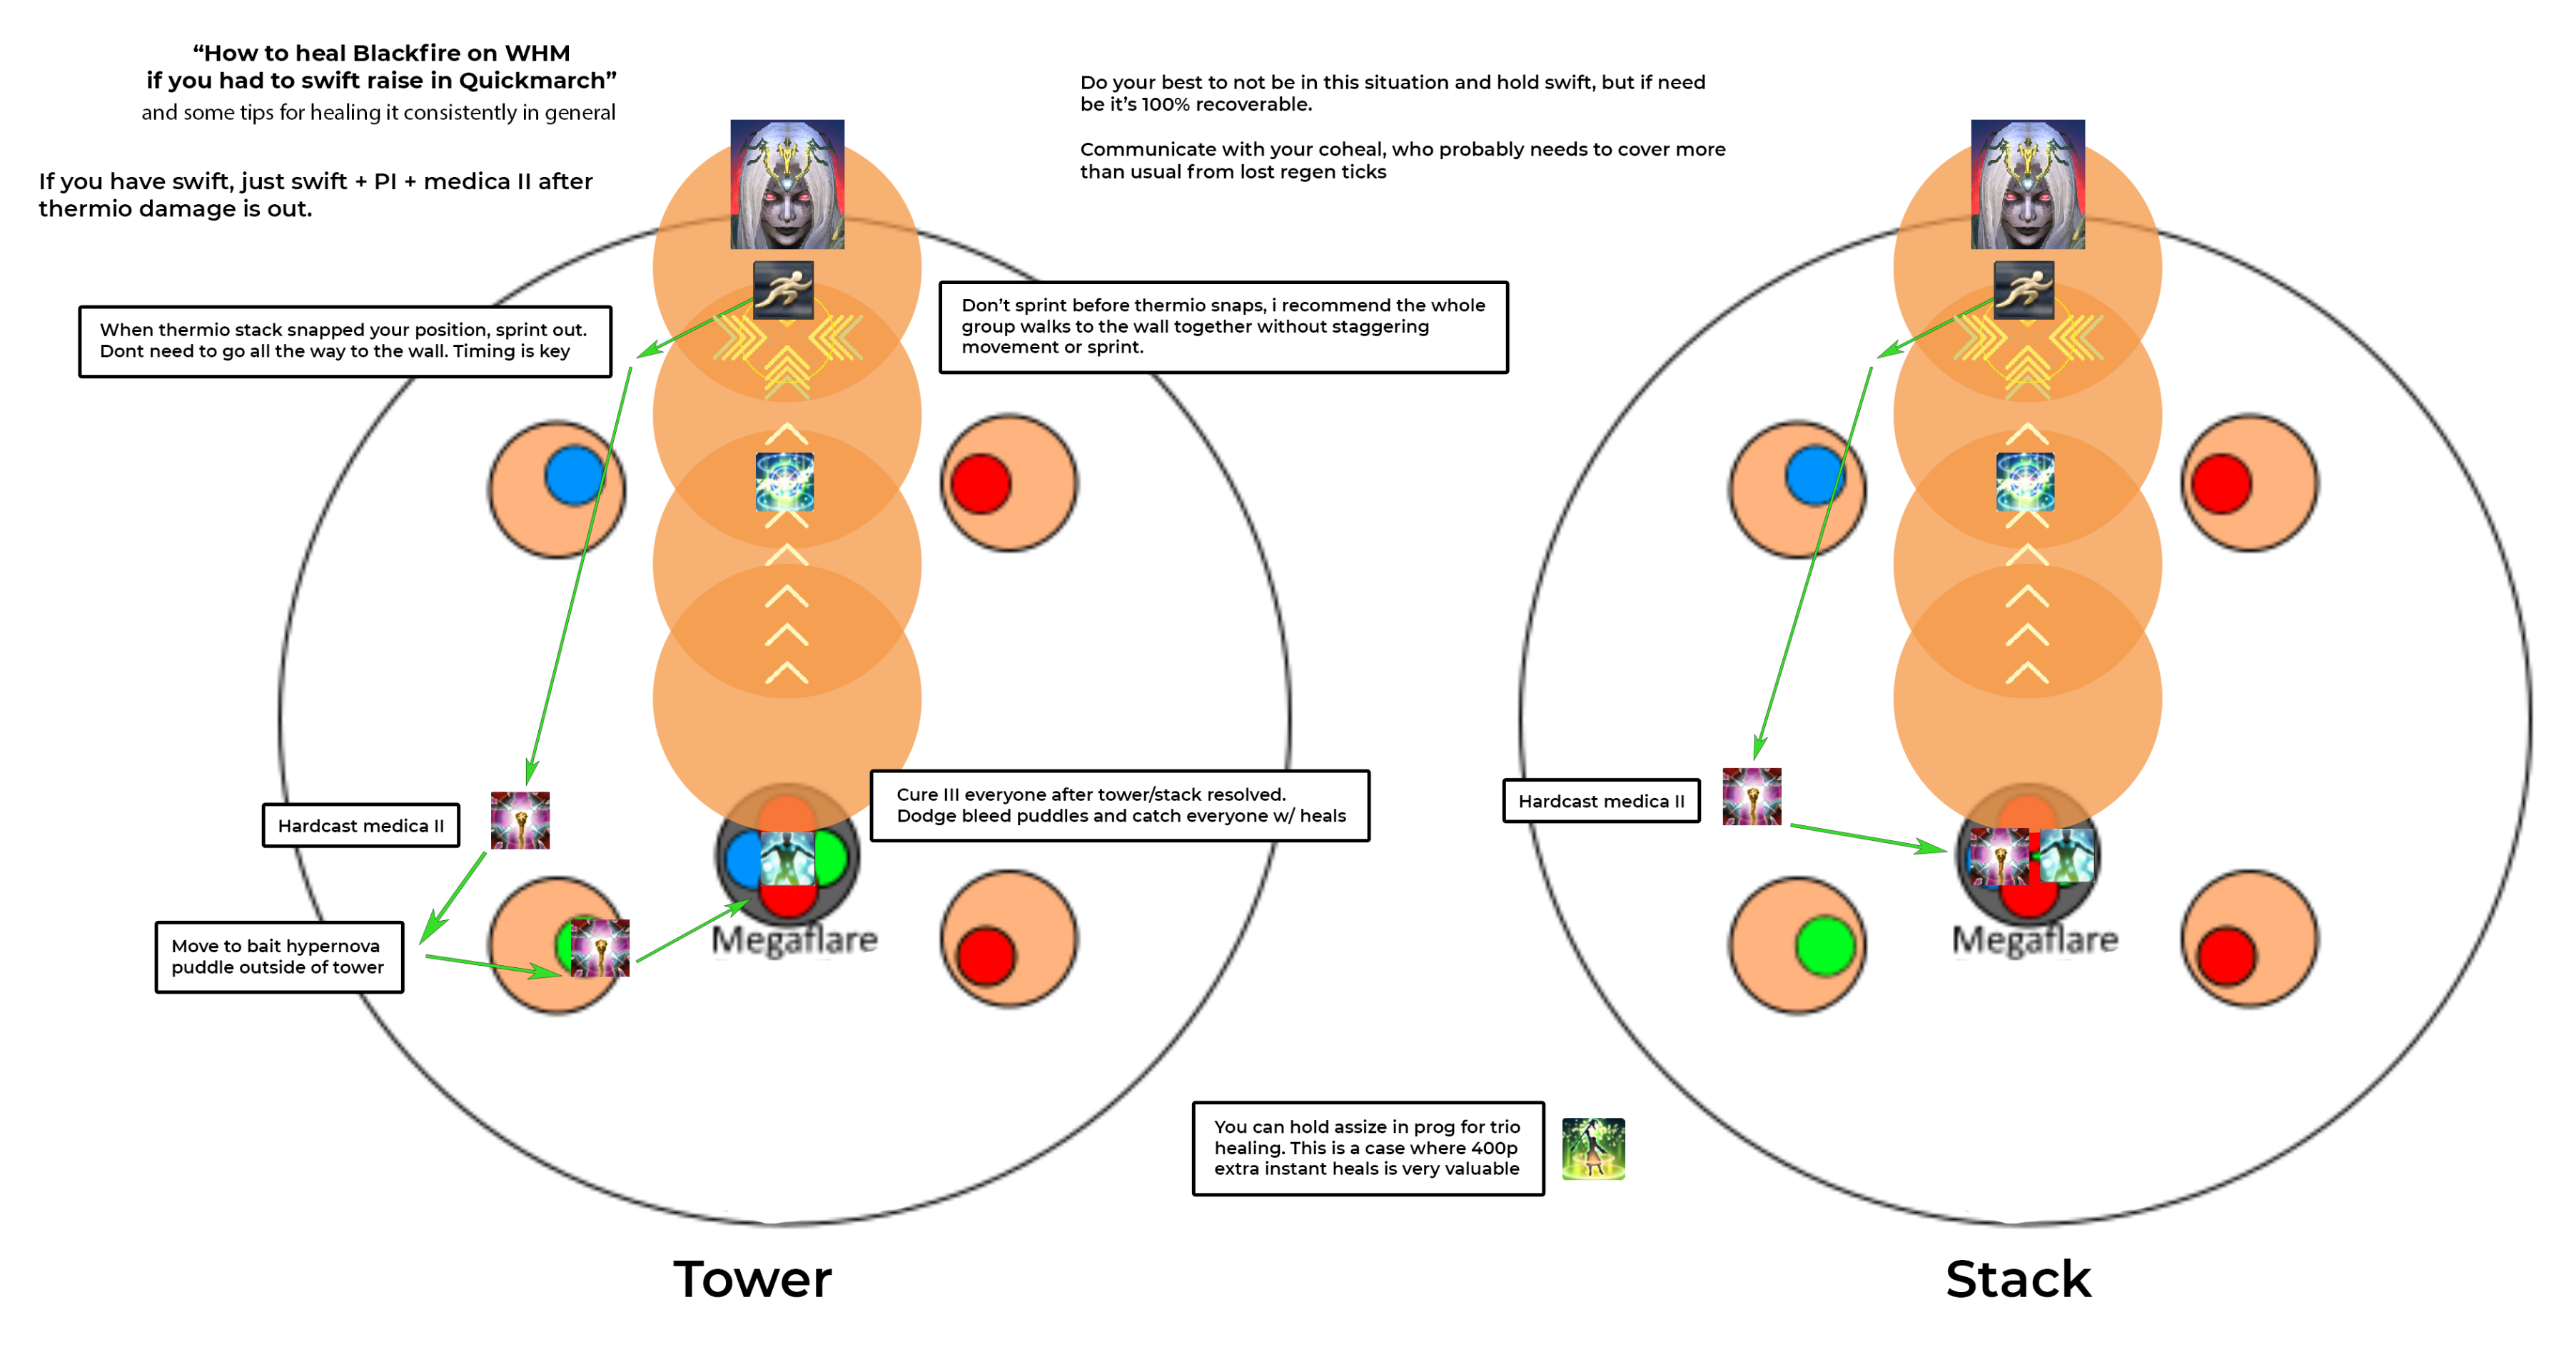 “How to heal Blackfire on WHM
if you had to swift raise in Quickmarch”
and some tips for healing it consistently in general
If you have swift, just swift + PI + medica II after
thermio damage is out.
Do your best to not be in this situation and hold swift, but if need
be it’s 100% recoverable.
Communicate with your coheal, who probably needs to cover more
than usual from lost regen ticks
When thermio stack snapped your position, sprint out.
Dont need to go all the way to the wall. Timing is key
Don’t sprint before thermio snaps, i recommend the whole
group walks to the wall together without staggering
movement or sprint.
Hardcast medica II
Move to bait hypernova
puddle outside of tower
Cure III everyone after tower/stack resolved.
Dodge bleed puddles and catch everyone w/ heals
Megaflare
Hardcast medica II
Megaflare
You can hold assize in prog for trio
healing. This is a case where 400p
extra instant heals is very valuable
Tower
Stack